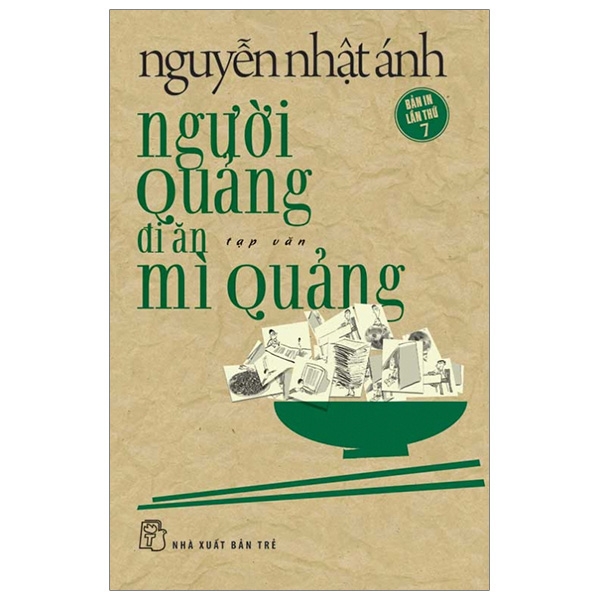 nguyễn nhật ánh
BẢN IN
LẦN THỨ
7
người
quảng
đi ăn
tạp văn
mì quảng
NHÀ XUẤT BẢN TRẺ